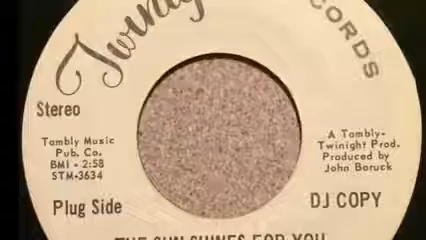 Twinig
CORDS
Stereo
Tambly Music
Pub. Co.
BMI - 2:58
STM-3634
Plug Side
A Tambly-
Twinight Prod.
Produced by
John Boruck
DJ COPY
THE SUN SHINES FOR YOU